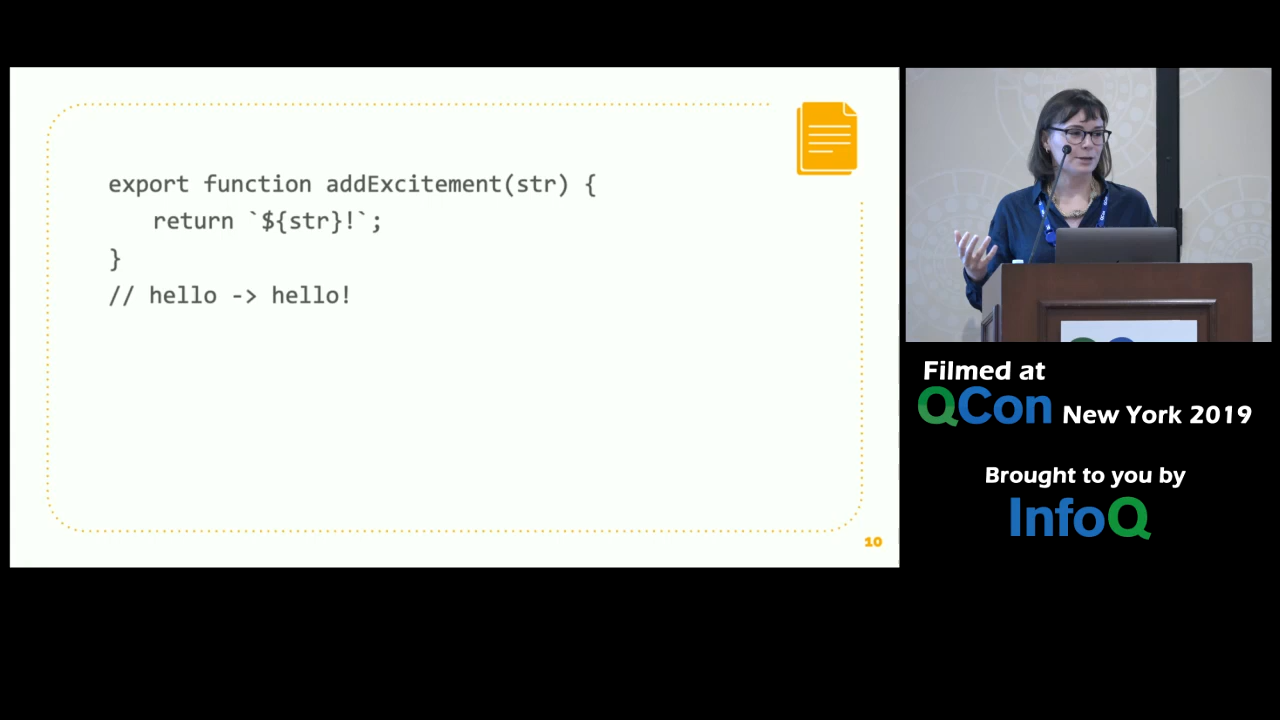 export function addExcitement(str) {
return `${str}!`;
}
// hello -> hello!
10
Filmed at
QCon New York 2019
Brought to you by
InfoQ